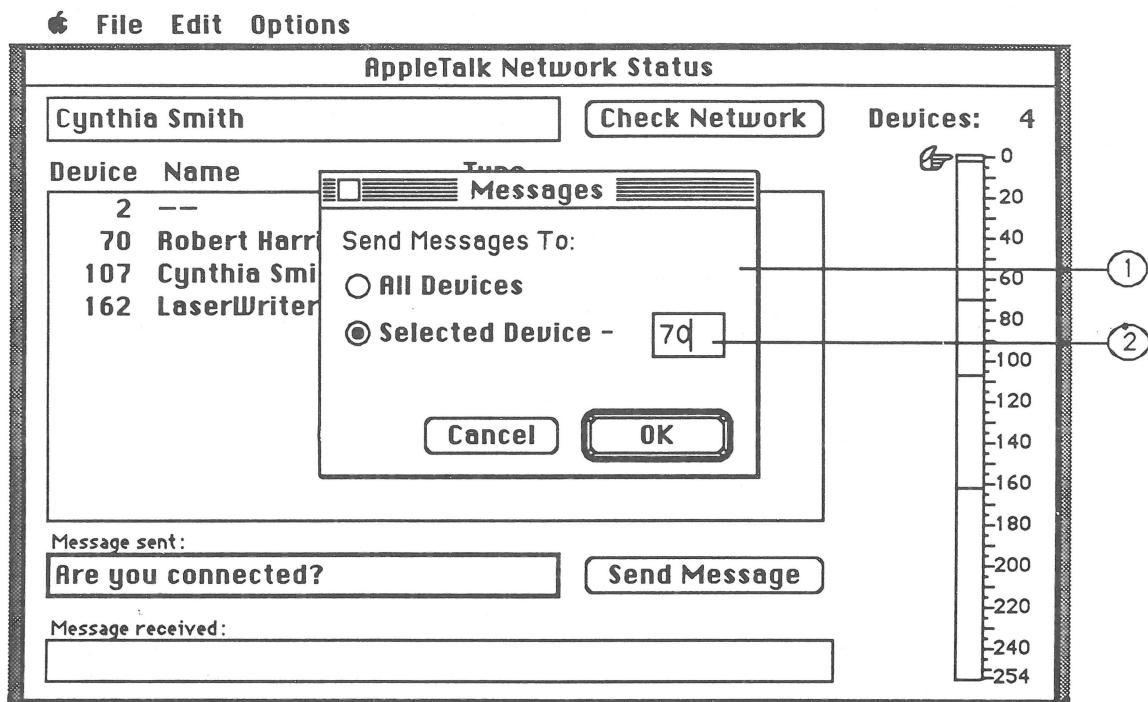 File Edit Options
AppleTalk Network Status
Cynthia Smith
Check Network
Devices: 4
Device Name
2 --
70 Robert Harri
107 Cynthia Smi
162 LaserWriter
Messages
Send Messages To:
All Devices
Selected Device - 70
Cancel
OK
Message sent:
Are you connected?
Send Message
Message received:
0
20
40
60
80
100
120
140
160
180
200
220
240
254
1
2